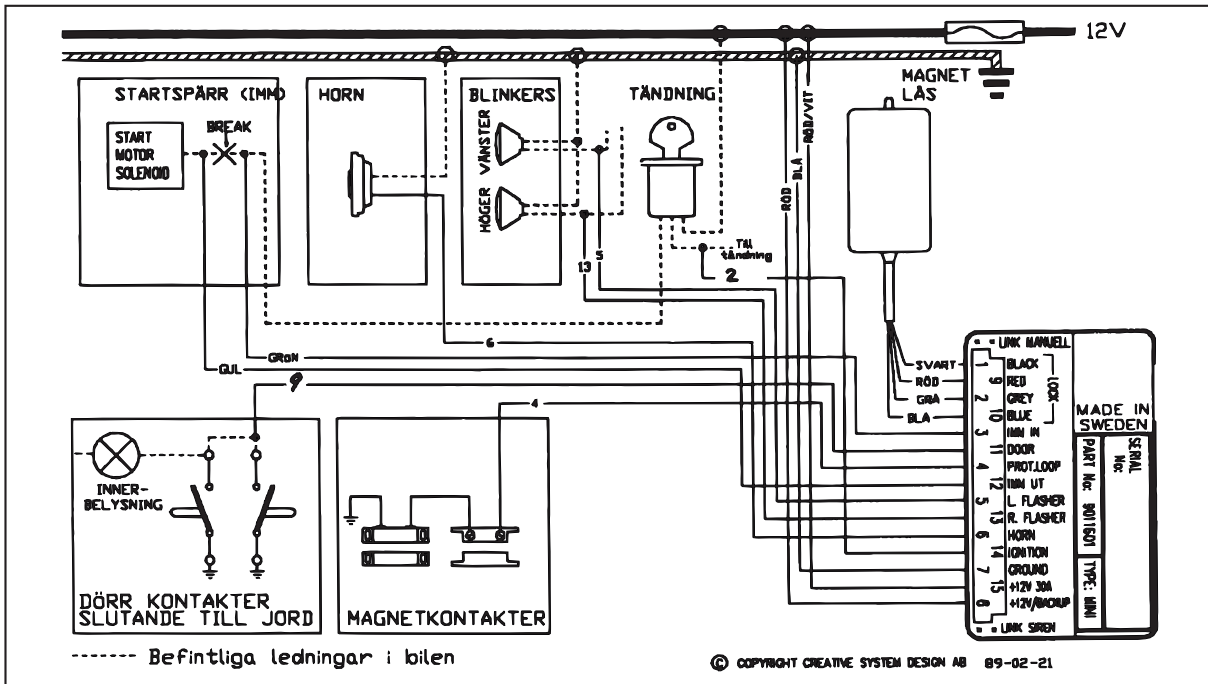 12V
MAGNET
LÅS
STARTSPÄRR (IMM)
HORN
BLINKERS
TÄNDNING
START
MOTOR
SOLENOID
BREAK
VÄNSTER
HÖGER
RÖD
BLÅ
RÖD/VIT
Till
tändning
2
13
5
6
GRÖN
GUL
9
4
SVART
RÖD
GRÅ
BLÅ
LINK MANUELL
1 BLACK
9 RED
2 GREY
10 BLUE
LOCK
3 IMM IN
11 DOOR
4 PROT.LOOP
12 IMM UT
5 L. FLASHER
13 R. FLASHER
6 HORN
14 IGNITION
7 GROUND
15 +12V 30A
8 +12V/BACKUP
LINK SIREN
MADE IN
SWEDEN
SERIAL
No:
PART No: 9011601
TYPE: MINI
INNER-
BELYSNING
DÖRR KONTAKTER
SLUTANDE TILL JORD
MAGNETKONTAKTER
Befintliga ledningar i bilen
© COPYRIGHT CREATIVE SYSTEM DESIGN AB 89-02-21